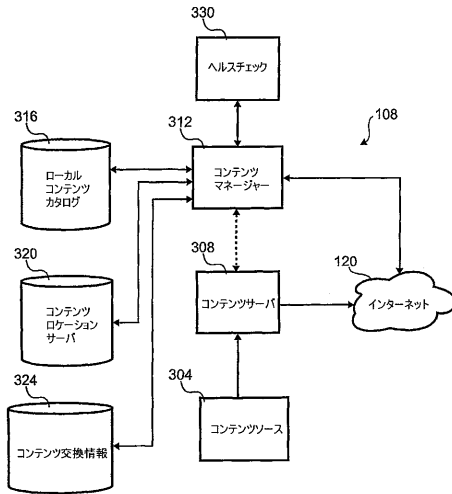 330
ヘルスチェック
316
312
108
ローカル
コンテンツ
カタログ
コンテンツ
マネージャー
320
308
120
コンテンツ
ロケーション
サーバ
コンテンツサーバ
インターネット
324
304
コンテンツ交換情報
コンテンツソース